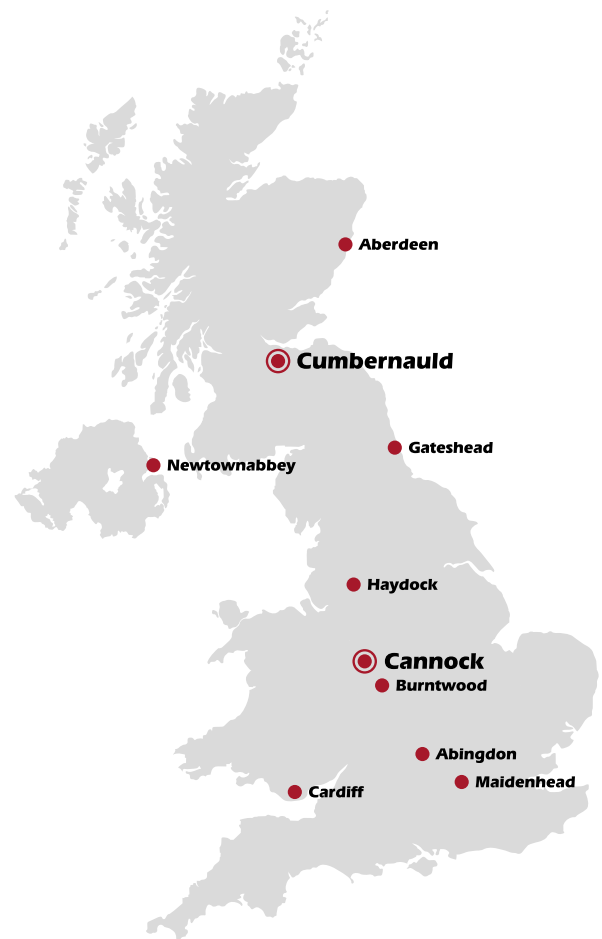 Aberdeen
Cumbernauld
Gateshead
Newtownabbey
Haydock
Cannock
Burntwood
Abingdon
Maidenhead
Cardiff